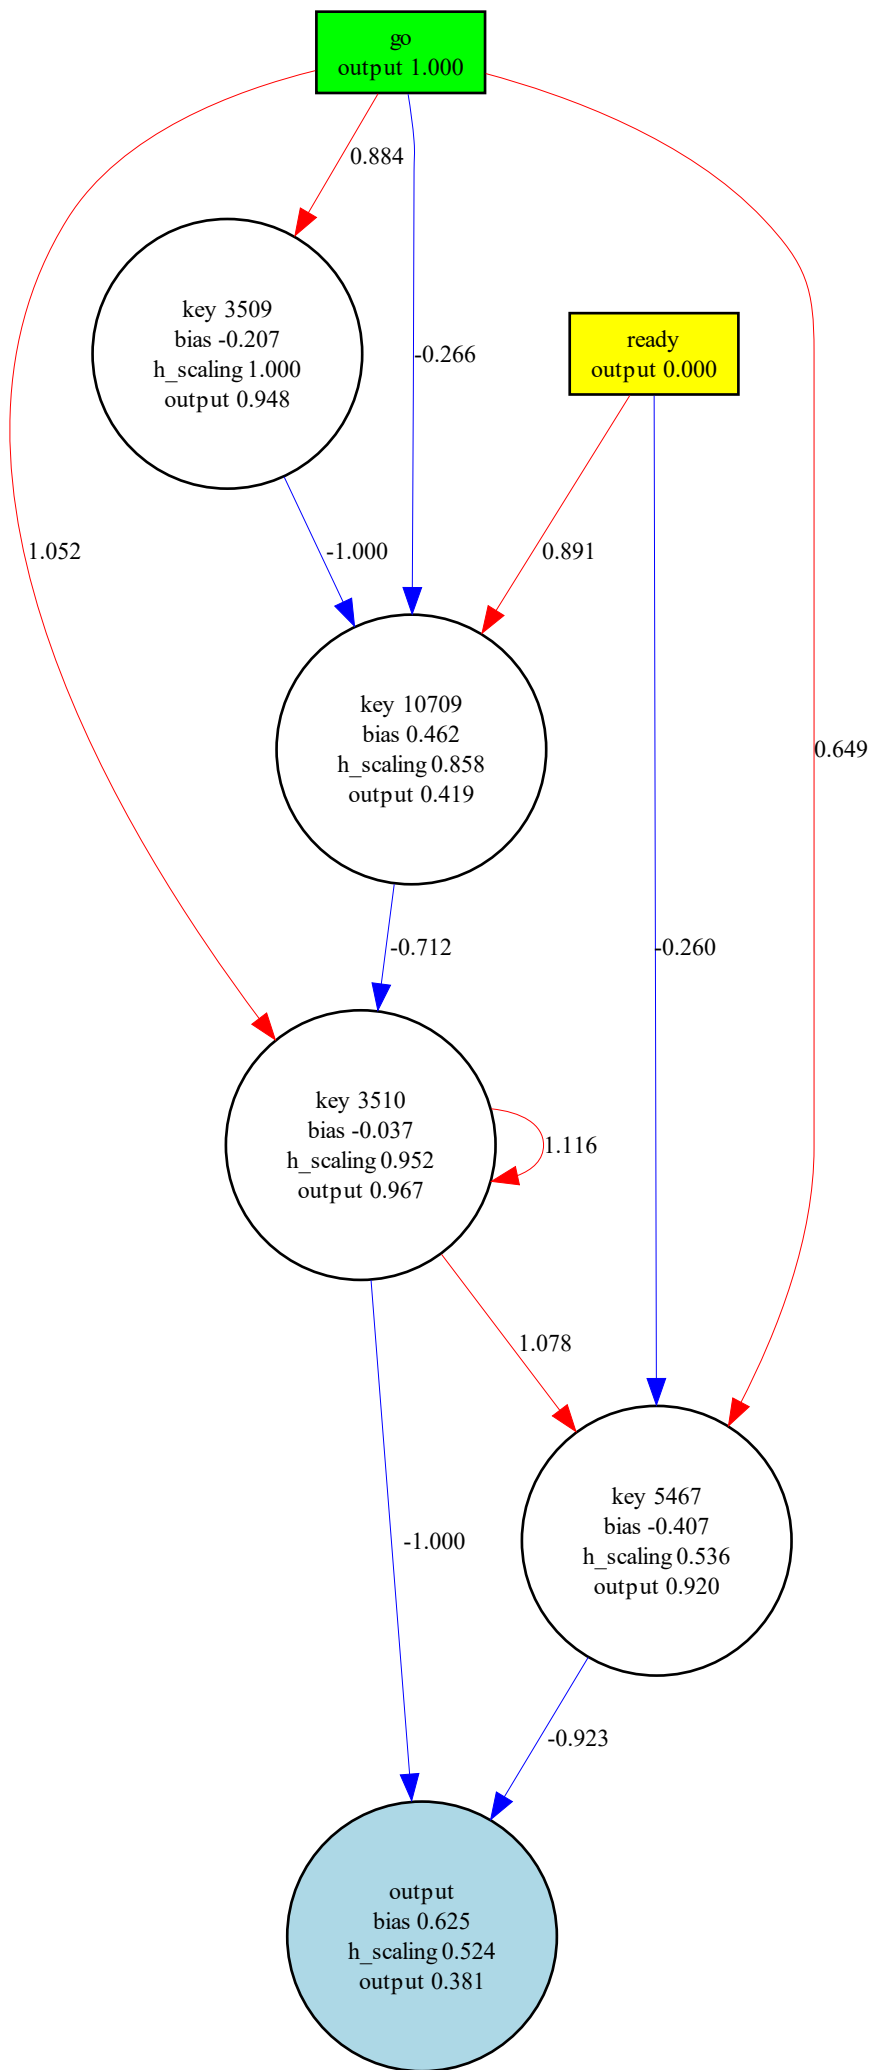 go
output 1.000
0.884
key 3509
bias -0.207
h_scaling 1.000
output 0.948
-0.266
ready
output 0.000
1.052
-1.000
0.891
key 10709
bias 0.462
h_scaling 0.858
output 0.419
0.649
-0.712
-0.260
key 3510
bias -0.037
h_scaling 0.952
output 0.967
1.116
1.078
key 5467
bias -0.407
h_scaling 0.536
output 0.920
-1.000
-0.923
output
bias 0.625
h_scaling 0.524
output 0.381